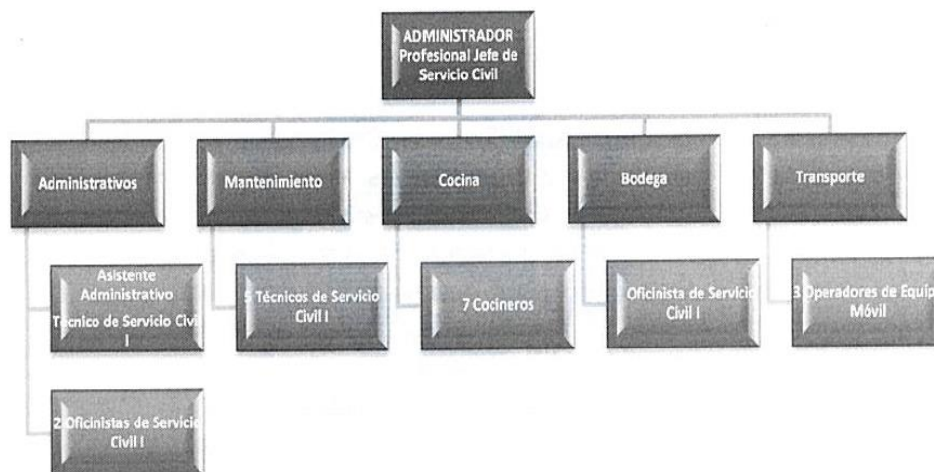 ADMINISTRADOR
Profesional Jefe de
Servicio Civil
Administrativos
Mantenimiento
Cocina
Bodega
Transporte
Asistente
Administrativo
Técnico de Servicio Civil
I
5 Técnicos de Servicio
Civil I
7 Cocineros
Oficinista de Servicio
Civil I
3 Operadores de Equip
Móvil
2 Oficinistas de Servicio
Civil I